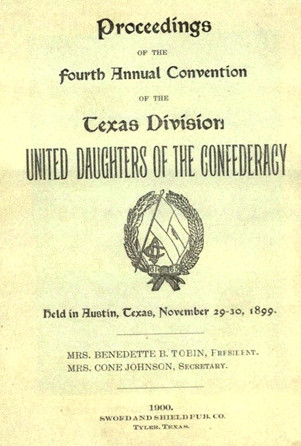 Proceedings
OF THE
Fourth Annual Convention
OF THE
Texas Division
UNITED DAUGHTERS OF THE CONFEDERACY
Held in Austin, Texas, November 29-30, 1899.
MRS. BENEDETTE B. TOBIN, PRESIDENT.
MRS. CONE JOHNSON, SECRETARY.
1900,
SWORD AND SHIELD PUB. CO.
TYLER, TEXAS.